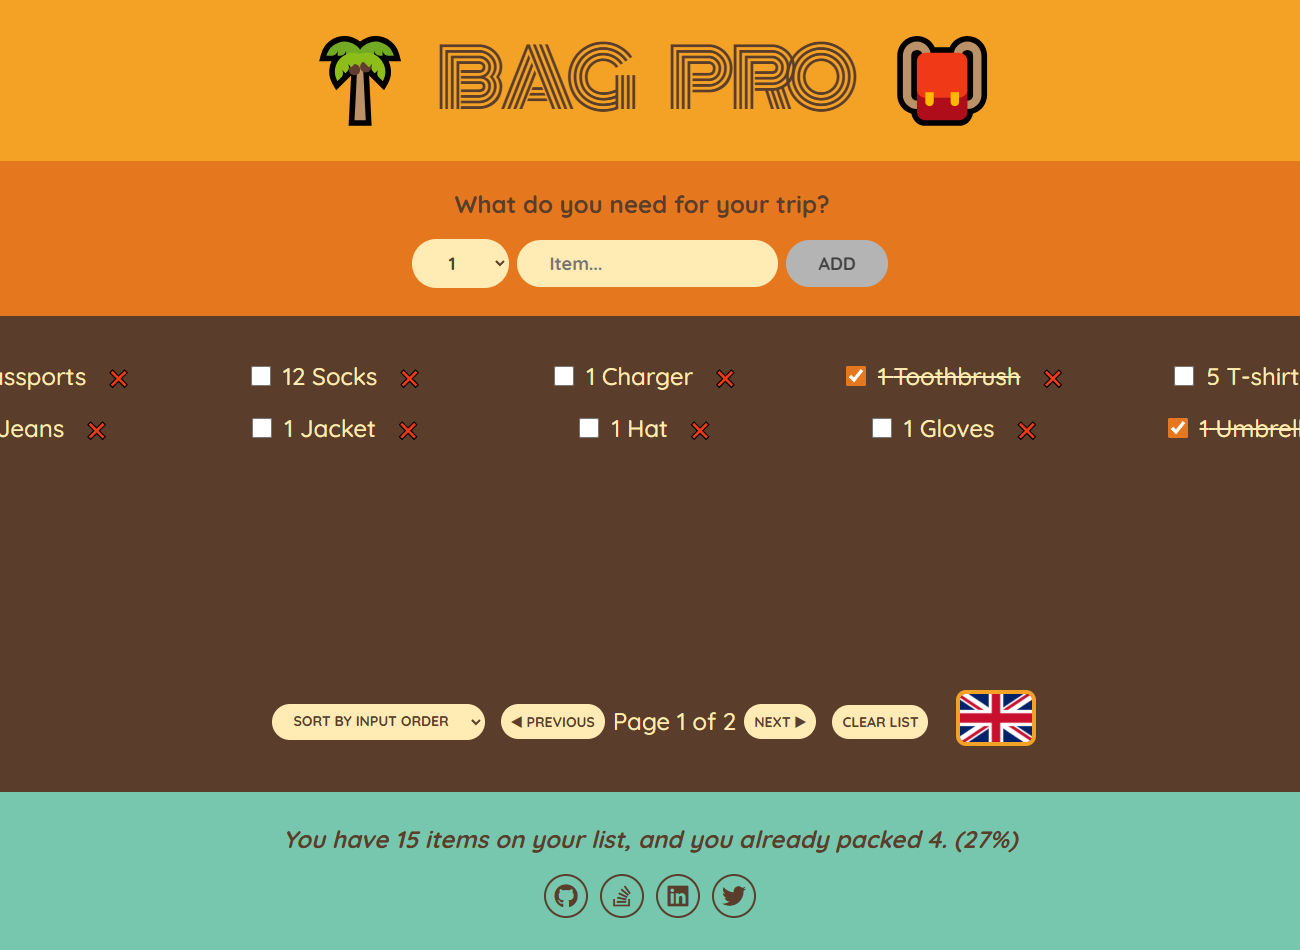 BAG PRO
What do you need for your trip?
1 Item... ADD
12 Socks 1 Charger 1 Toothbrush
Jeans 1 Jacket 1 Hat 1 Gloves
SORT BY INPUT ORDER ◀ PREVIOUS Page 1 of 2 NEXT ▶ CLEAR LIST
You have 15 items on your list, and you already packed 4. (27%)
in